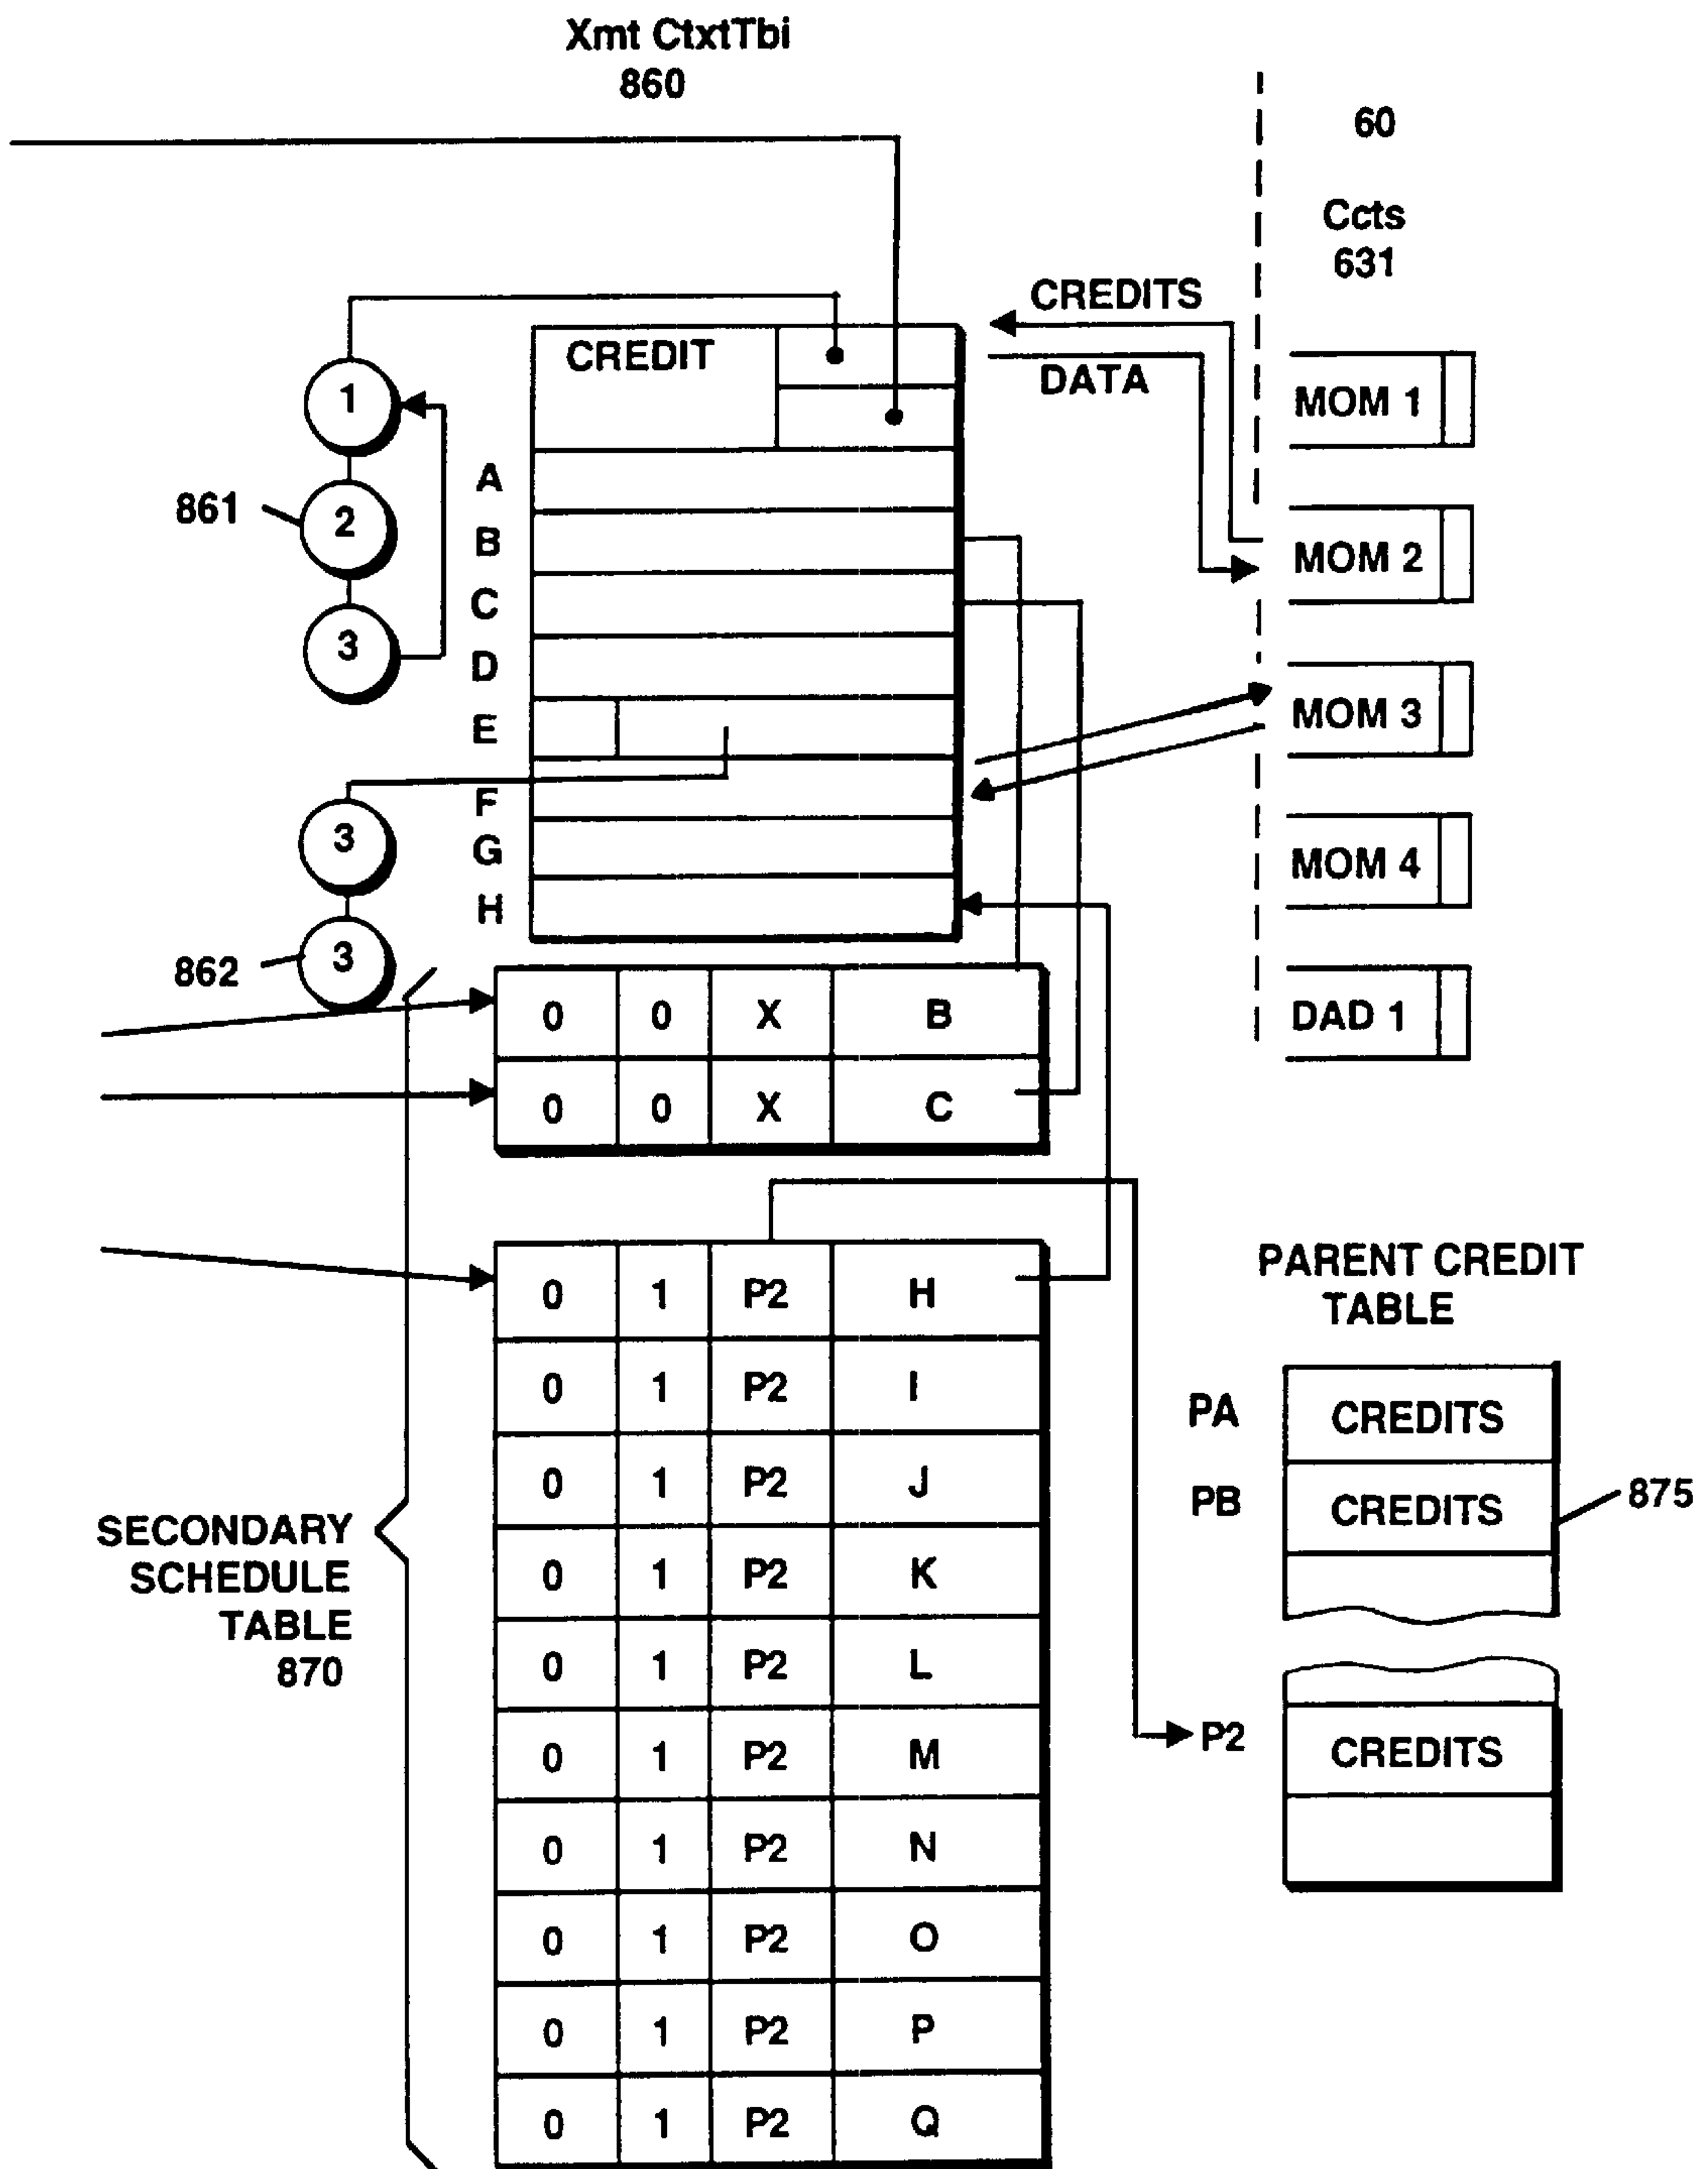 Xmt CtxtTbi
860
60
Ccts
631
CREDITS
DATA
CREDIT
1
2
3
861
A
B
C
D
E
F
G
H
3
3
862
MOM 1
MOM 2
MOM 3
MOM 4
DAD 1
0 0 X B
0 0 X C
0 1 P2 H
0 1 P2 I
0 1 P2 J
0 1 P2 K
0 1 P2 L
0 1 P2 M
0 1 P2 N
0 1 P2 O
0 1 P2 P
0 1 P2 Q
SECONDARY
SCHEDULE
TABLE
870
PARENT CREDIT
TABLE
PA CREDITS
PB CREDITS
875
P2 CREDITS